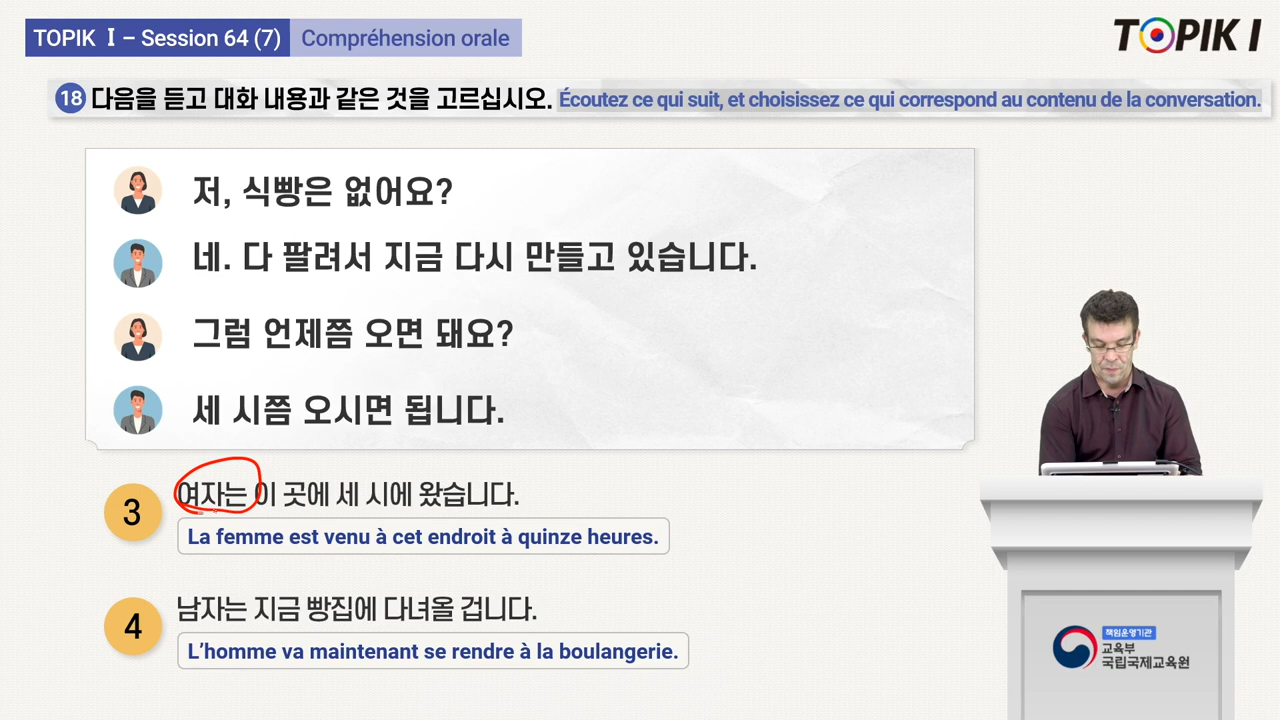 TOPIK I – Session 64 (7) Compréhension orale
TOPIK I
18 다음을 듣고 대화 내용과 같은 것을 고르십시오. Écoutez ce qui suit, et choisissez ce qui correspond au contenu de la conversation.
저, 식빵은 없어요?
네. 다 팔려서 지금 다시 만들고 있습니다.
그럼 언제쯤 오면 돼요?
세 시쯤 오시면 됩니다.
3 여자는 이 곳에 세 시에 왔습니다.
La femme est venu à cet endroit à quinze heures.
4 남자는 지금 빵집에 다녀올 겁니다.
L’homme va maintenant se rendre à la boulangerie.
책임운영기관
교육부
국립국제교육원